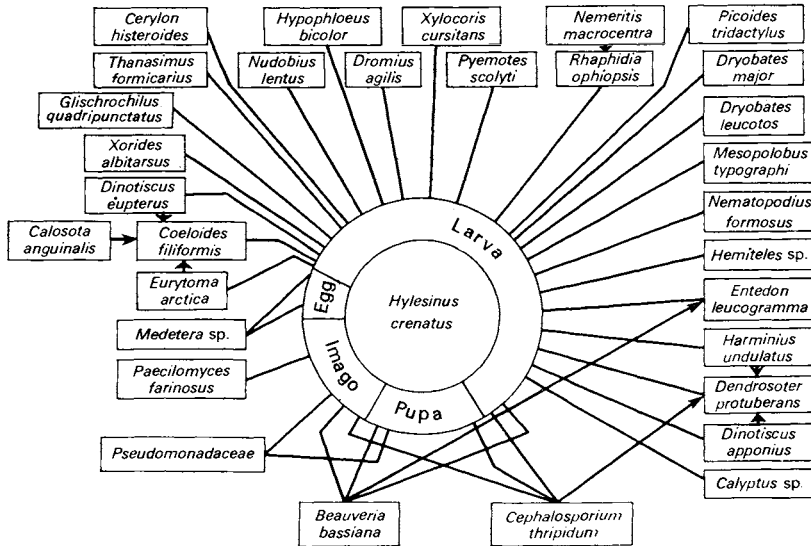 Cerylon
histeroides
Hypophloeus
bicolor
Xylocoris
cursitans
Nemeritis
macrocentra
Picoides
tridactylus
Thanasimus
formicarius
Nudobius
lentus
Dromius
agilis
Pyemotes
scolyti
Rhaphidia
ophiopsis
Dryobates
major
Glischrochilus
quadripunctatus
Dryobates
leucotos
Xorides
albitarsus
Mesopolobus
typographi
Dinotiscus
eupterus
Nematopodius
formosus
Calosota
anguinalis
Coeloides
filiformis
Hemiteles sp.
Eurytoma
arctica
Entedon
leucogramma
Medetera sp.
Harminius
undulatus
Paecilomyces
farinosus
Dendrosoter
protuberans
Pseudomonadaceae
Dinotiscus
apponius
Calyptus sp.
Beauveria
bassiana
Cephalosporium
thripidum
Larva
Egg
Imago
Pupa
Hylesinus
crenatus